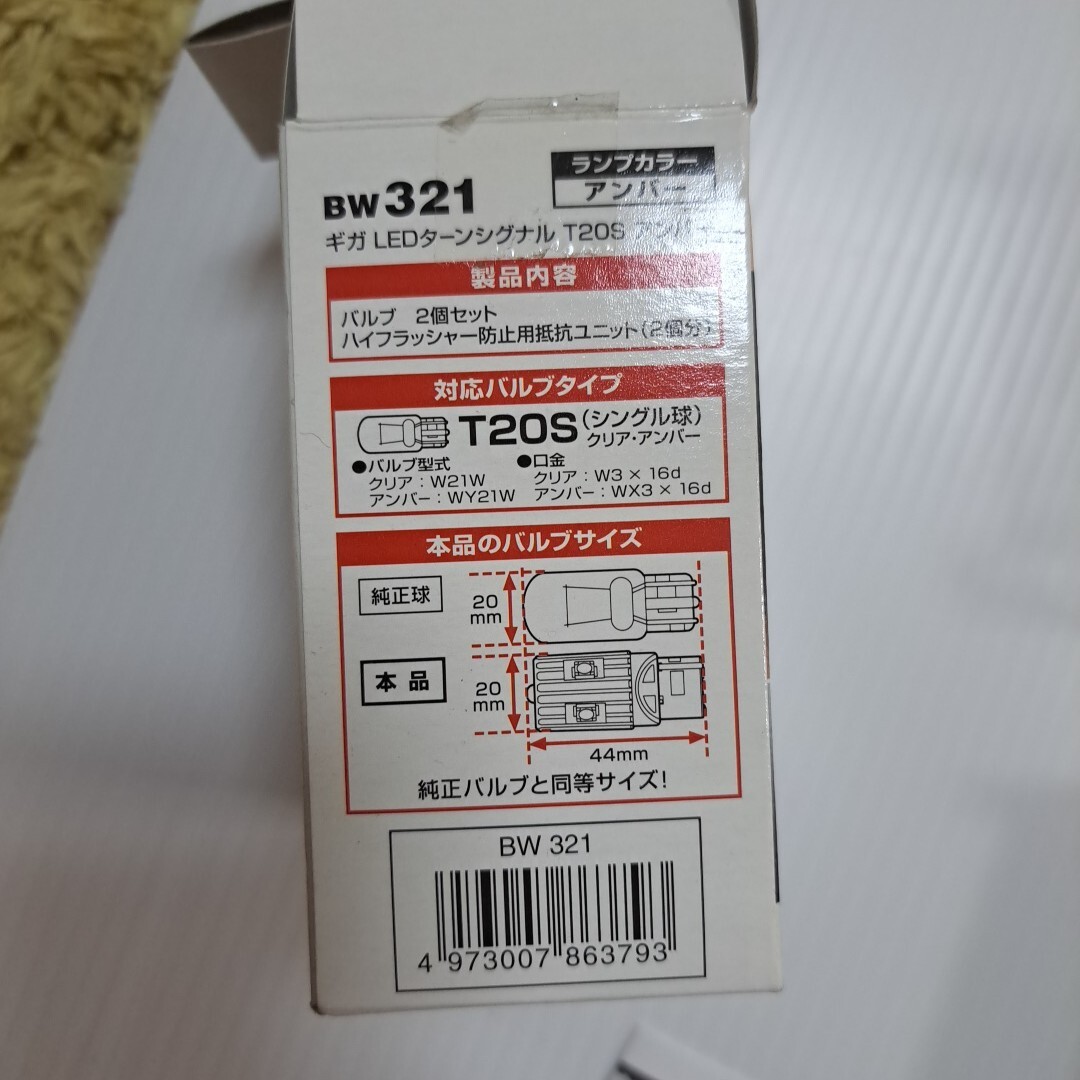 ランプカラー
アンバー
BW321
ギガ LEDターンシグナル T20S アンバー
製品内容
バルブ 2個セット
ハイフラッシャー防止用抵抗ユニット(2個分)
対応バルブタイプ
T20S(シングル球)
クリア・アンバー
●バルブ型式 ●口金
クリア:W21W クリア:W3×16d
アンバー:WY21W アンバー:WX3×16d
本品のバルブサイズ
純正球 20mm
本品 20mm
44mm
純正バルブと同等サイズ!
BW 321
4 973007 863793